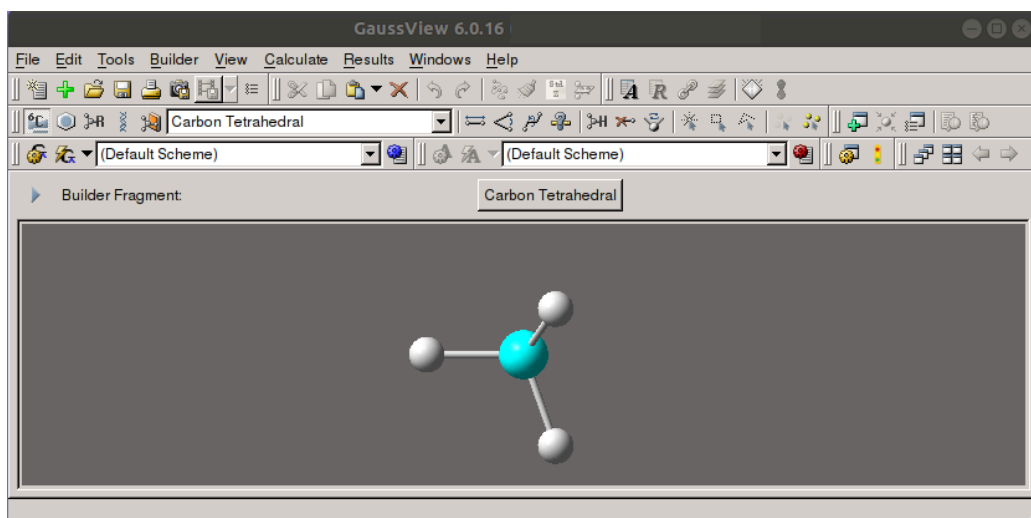 GaussView 6.0.16
File Edit Tools Builder View Calculate Results Windows Help
Carbon Tetrahedral
(Default Scheme) (Default Scheme)
Builder Fragment: Carbon Tetrahedral